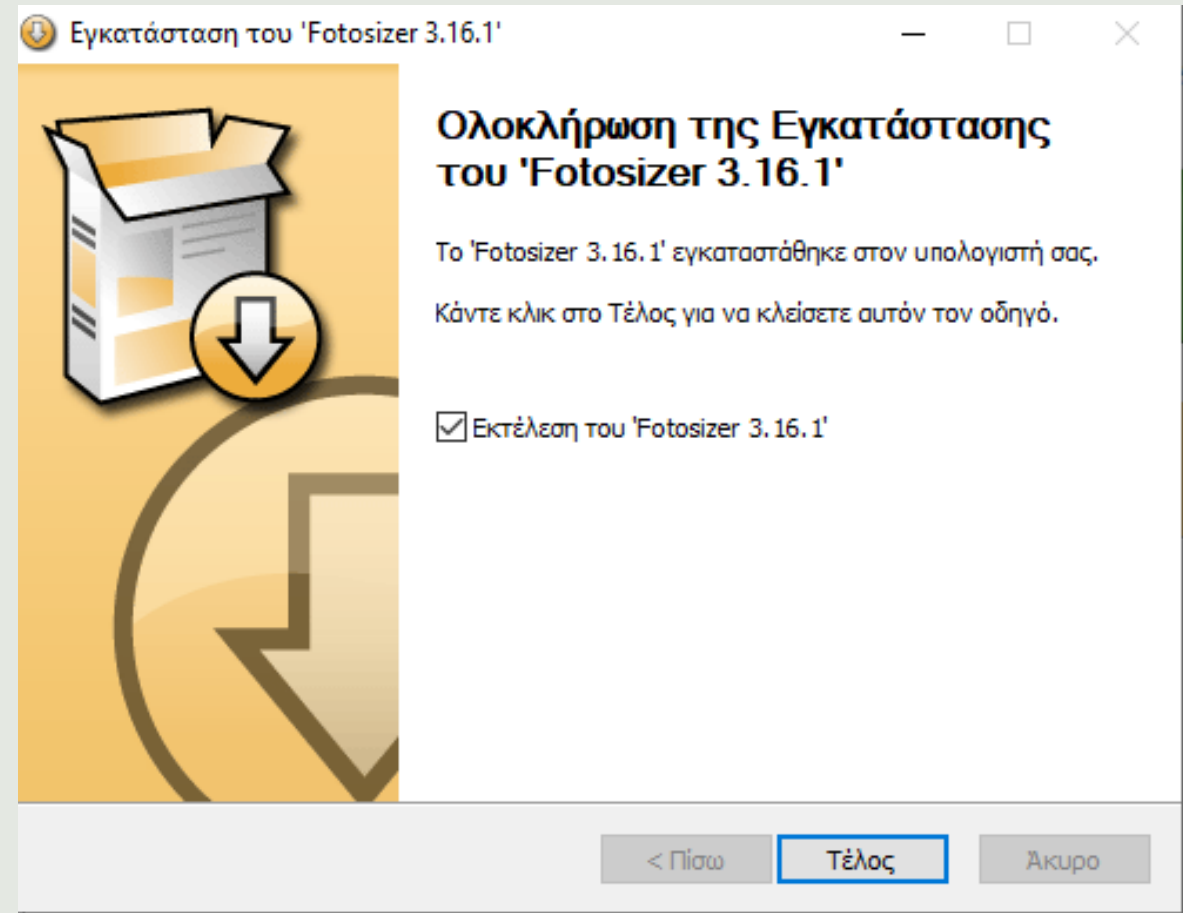 Εγκατάσταση του 'Fotosizer 3.16.1'
Ολοκλήρωση της Εγκατάστασης
του 'Fotosizer 3.16.1'
Το 'Fotosizer 3.16.1' εγκαταστάθηκε στον υπολογιστή σας.
Κάντε κλικ στο Τέλος για να κλείσετε αυτόν τον οδηγό.
Εκτέλεση του 'Fotosizer 3.16.1'
< Πίσω
Τέλος
Άκυρο